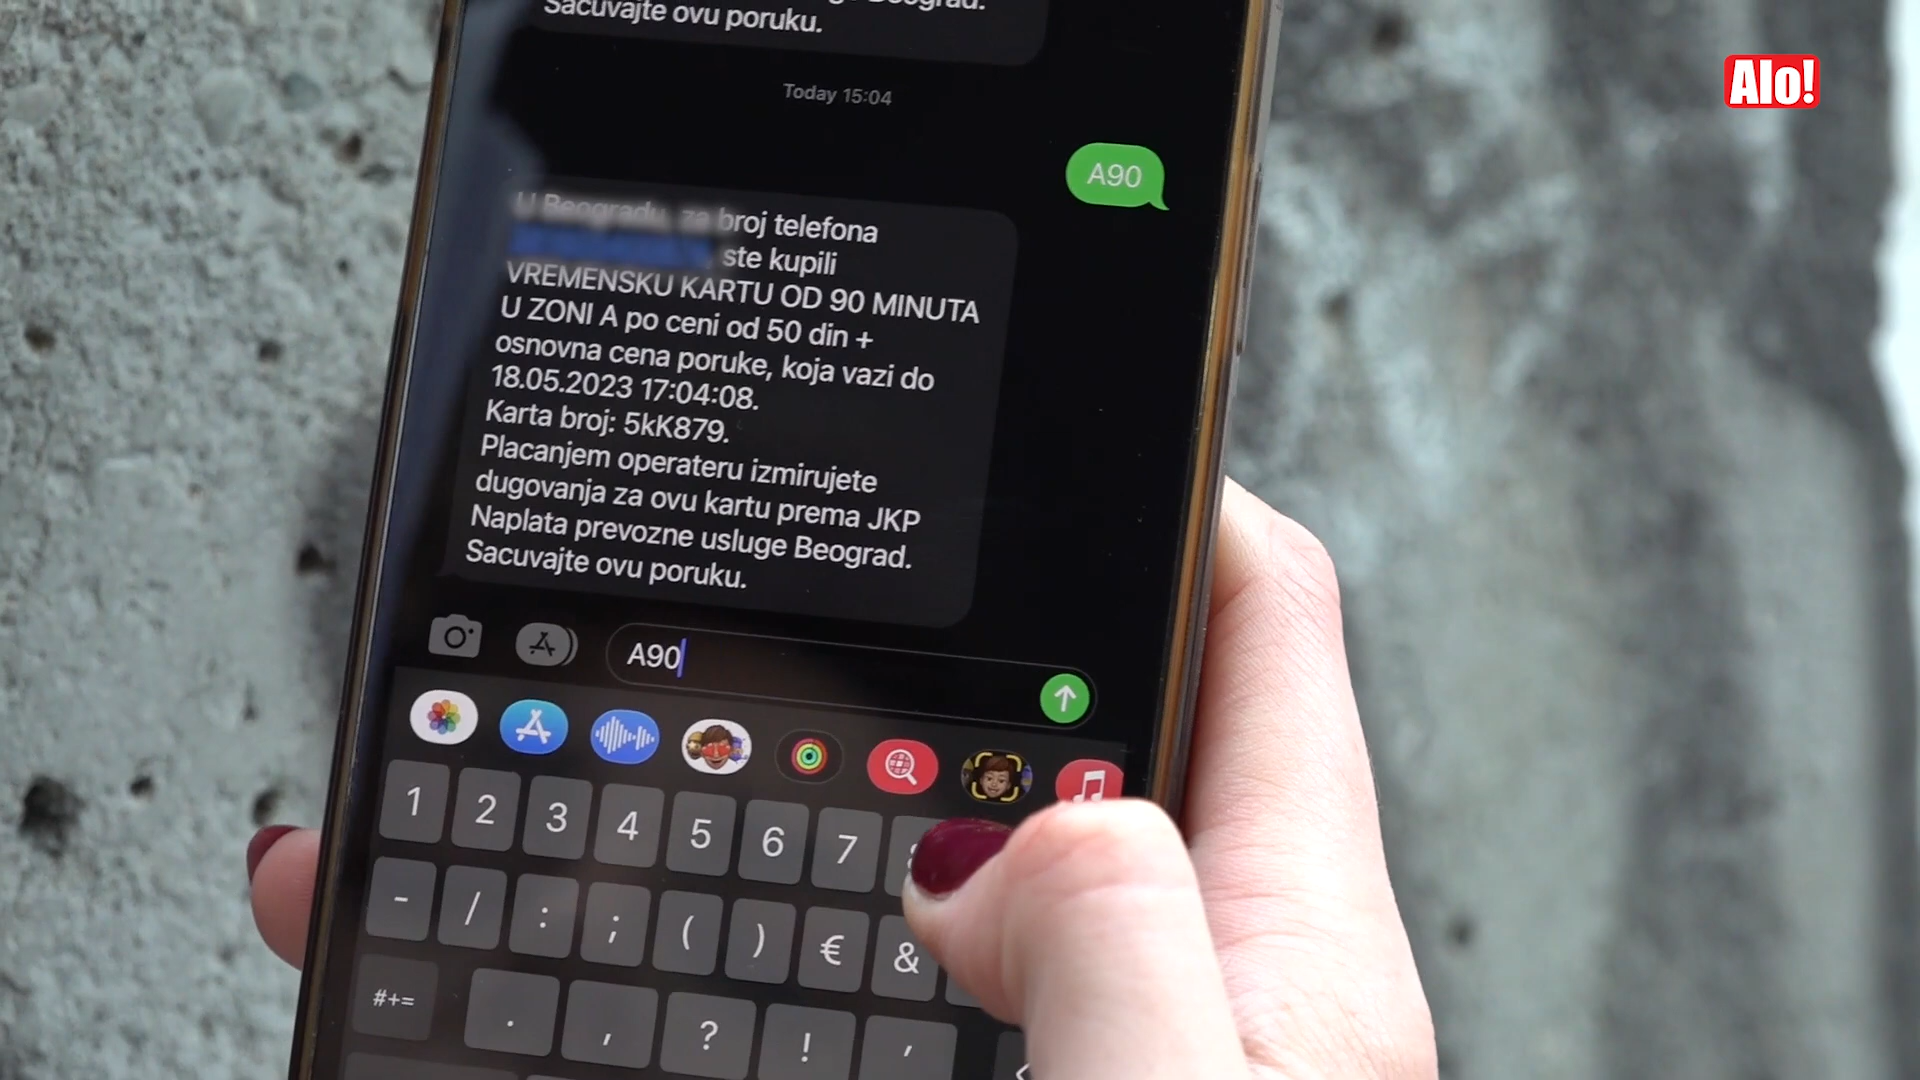 Sacuvajte ovu poruku.
Today 15:04
A90
U Beogradu, za broj telefona
ste kupili
VREMENSKU KARTU OD 90 MINUTA
U ZONI A po ceni od 50 din +
osnovna cena poruke, koja vazi do
18.05.2023 17:04:08.
Karta broj: 5kK879.
Placanjem operateru izmirujete
dugovanja za ovu kartu prema JKP
Naplata prevozne usluge Beograd.
Sacuvajte ovu poruku.
A90
1 2 3 4 5 6 7
- / : ; ( ) € &
#+= . , ? ! ′
Alo!